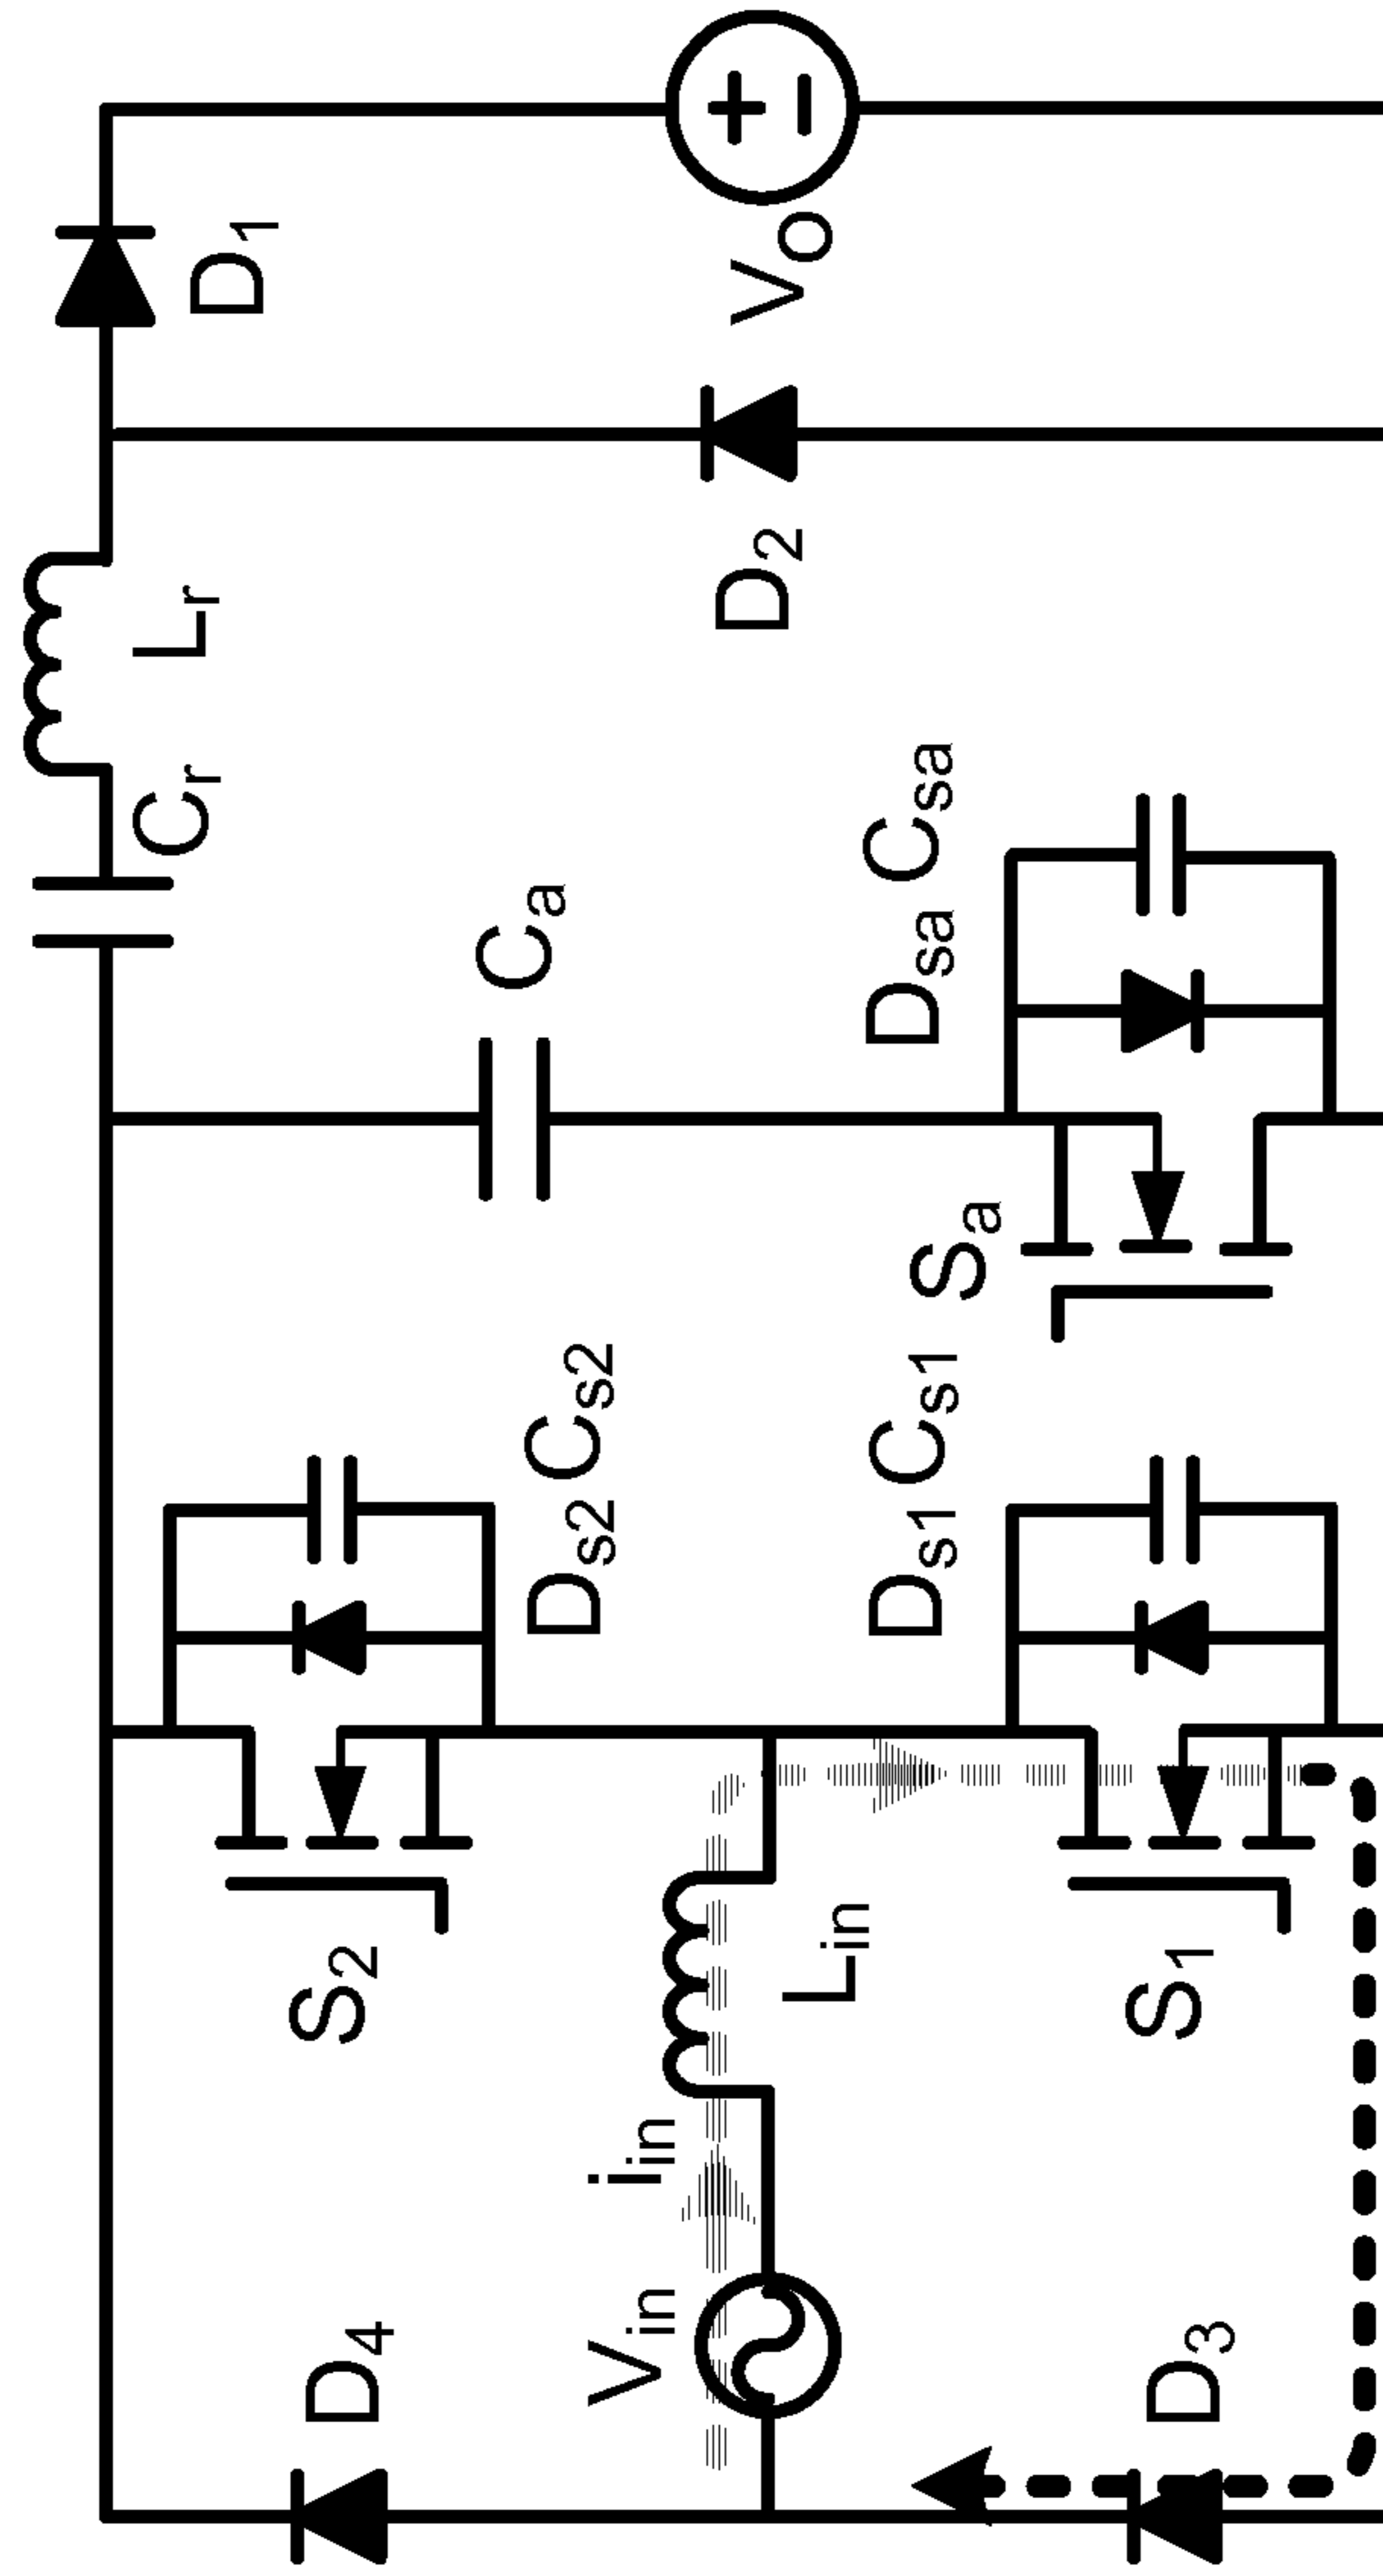 D1
Vo
D2
Lr
Cr
Ca
Dsa Csa
Sa
Ds2 Cs2
S2
Ds1 Cs1
S1
Lin
iin
Vin
D4
D3